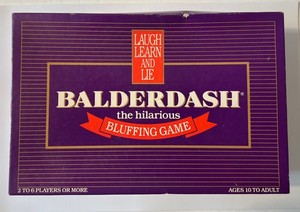 LAUGH
LEARN
AND
LIE
BALDERDASH®
the hilarious
BLUFFING GAME
2 TO 6 PLAYERS OR MORE
AGES 10 TO ADULT